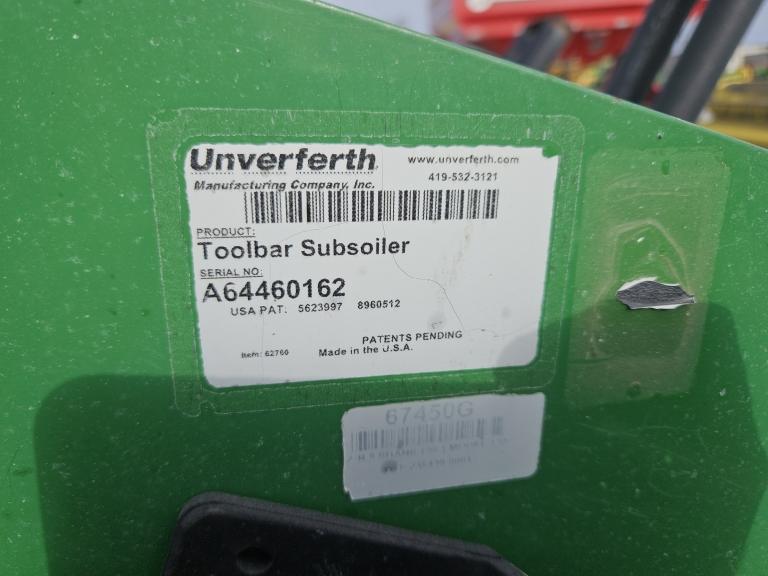 Unverferth
Manufacturing Company, Inc.
www.unverferth.com
419-532-3121
PRODUCT:
Toolbar Subsoiler
SERIAL NO:
A64460162
USA PAT. 5623997 8960512
PATENTS PENDING
Item: 62760 Made in the U.S.A.
67450G